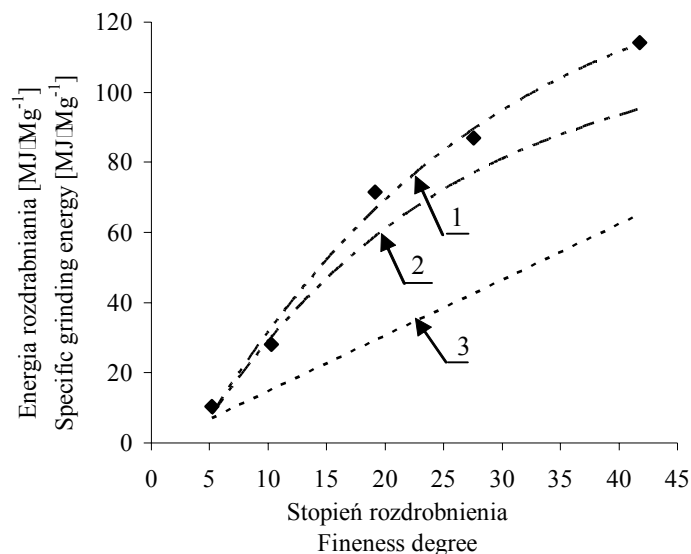 Energia rozdrabniania [MJ□Mg-1]
Specific grinding energy [MJ□Mg-1]
120
100
80
60
40
20
0
1
2
3
0 5 10 15 20 25 30 35 40 45
Stopień rozdrobnienia
Fineness degree